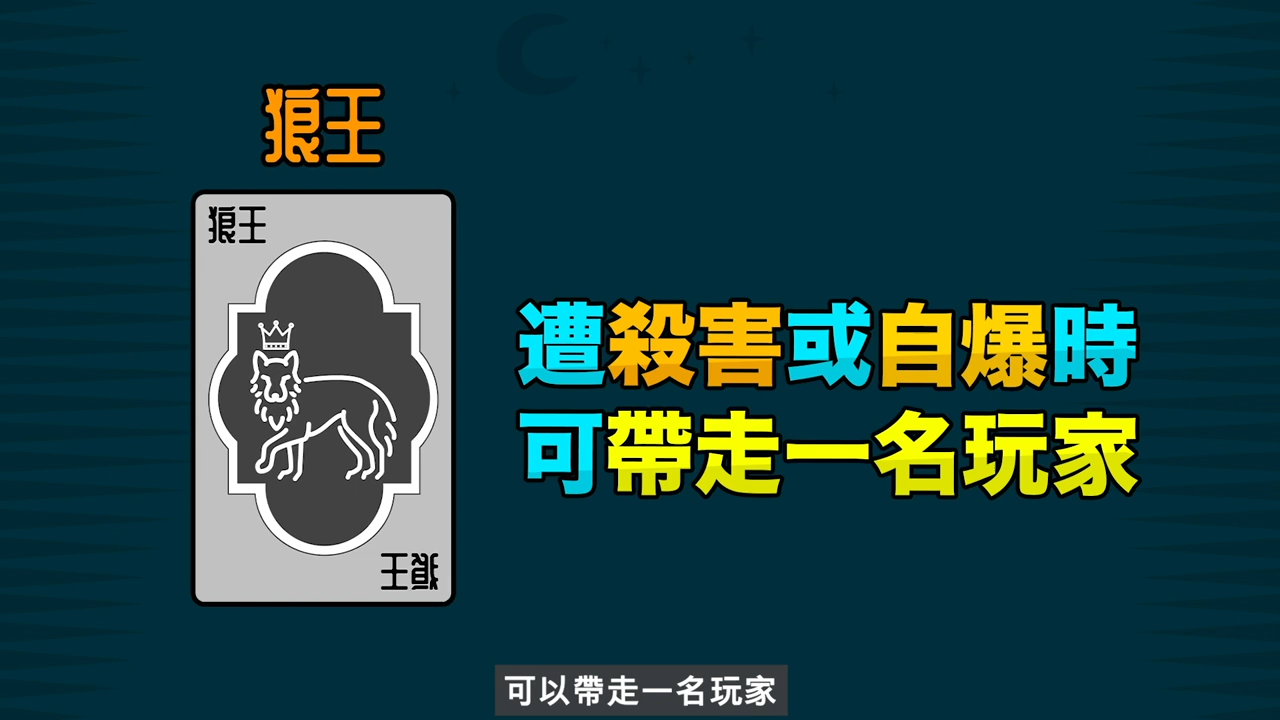 狼王
狼王
遭殺害或自爆時
可帶走一名玩家
狼王
可以帶走一名玩家